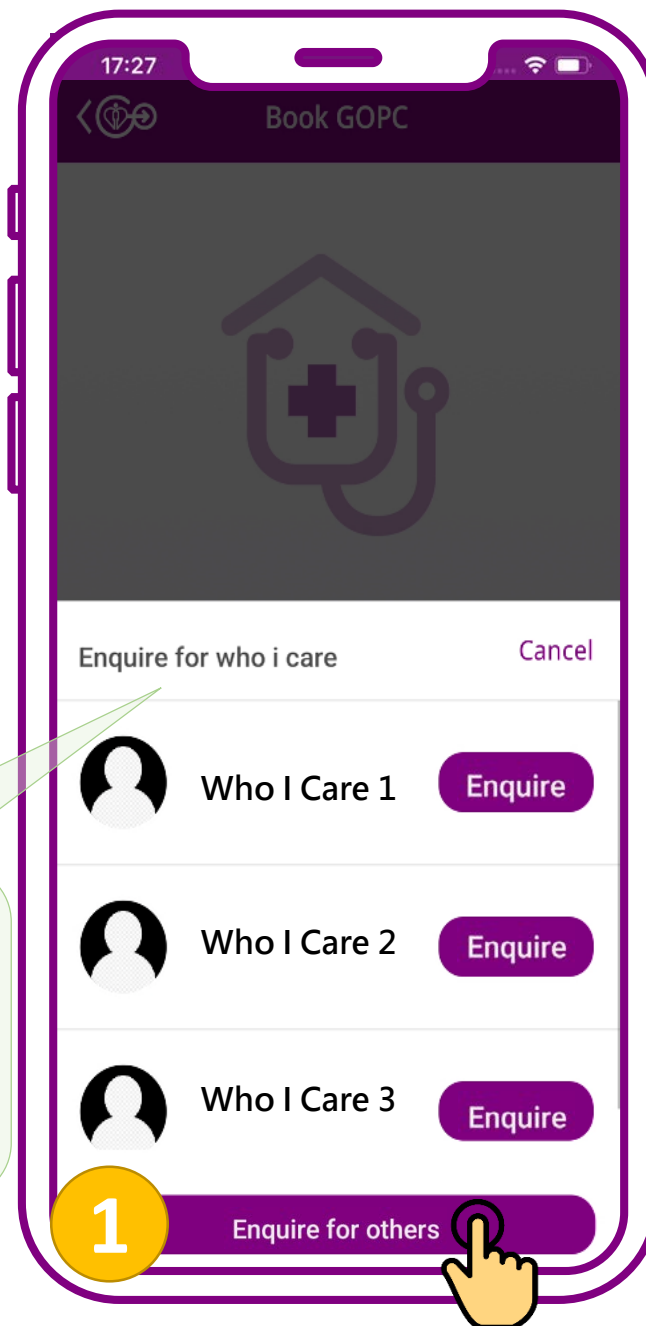 17:27
Book GOPC
Enquire for who i care
Cancel
Who I Care 1
Enquire
Who I Care 2
Enquire
Who I Care 3
Enquire
1
Enquire for others